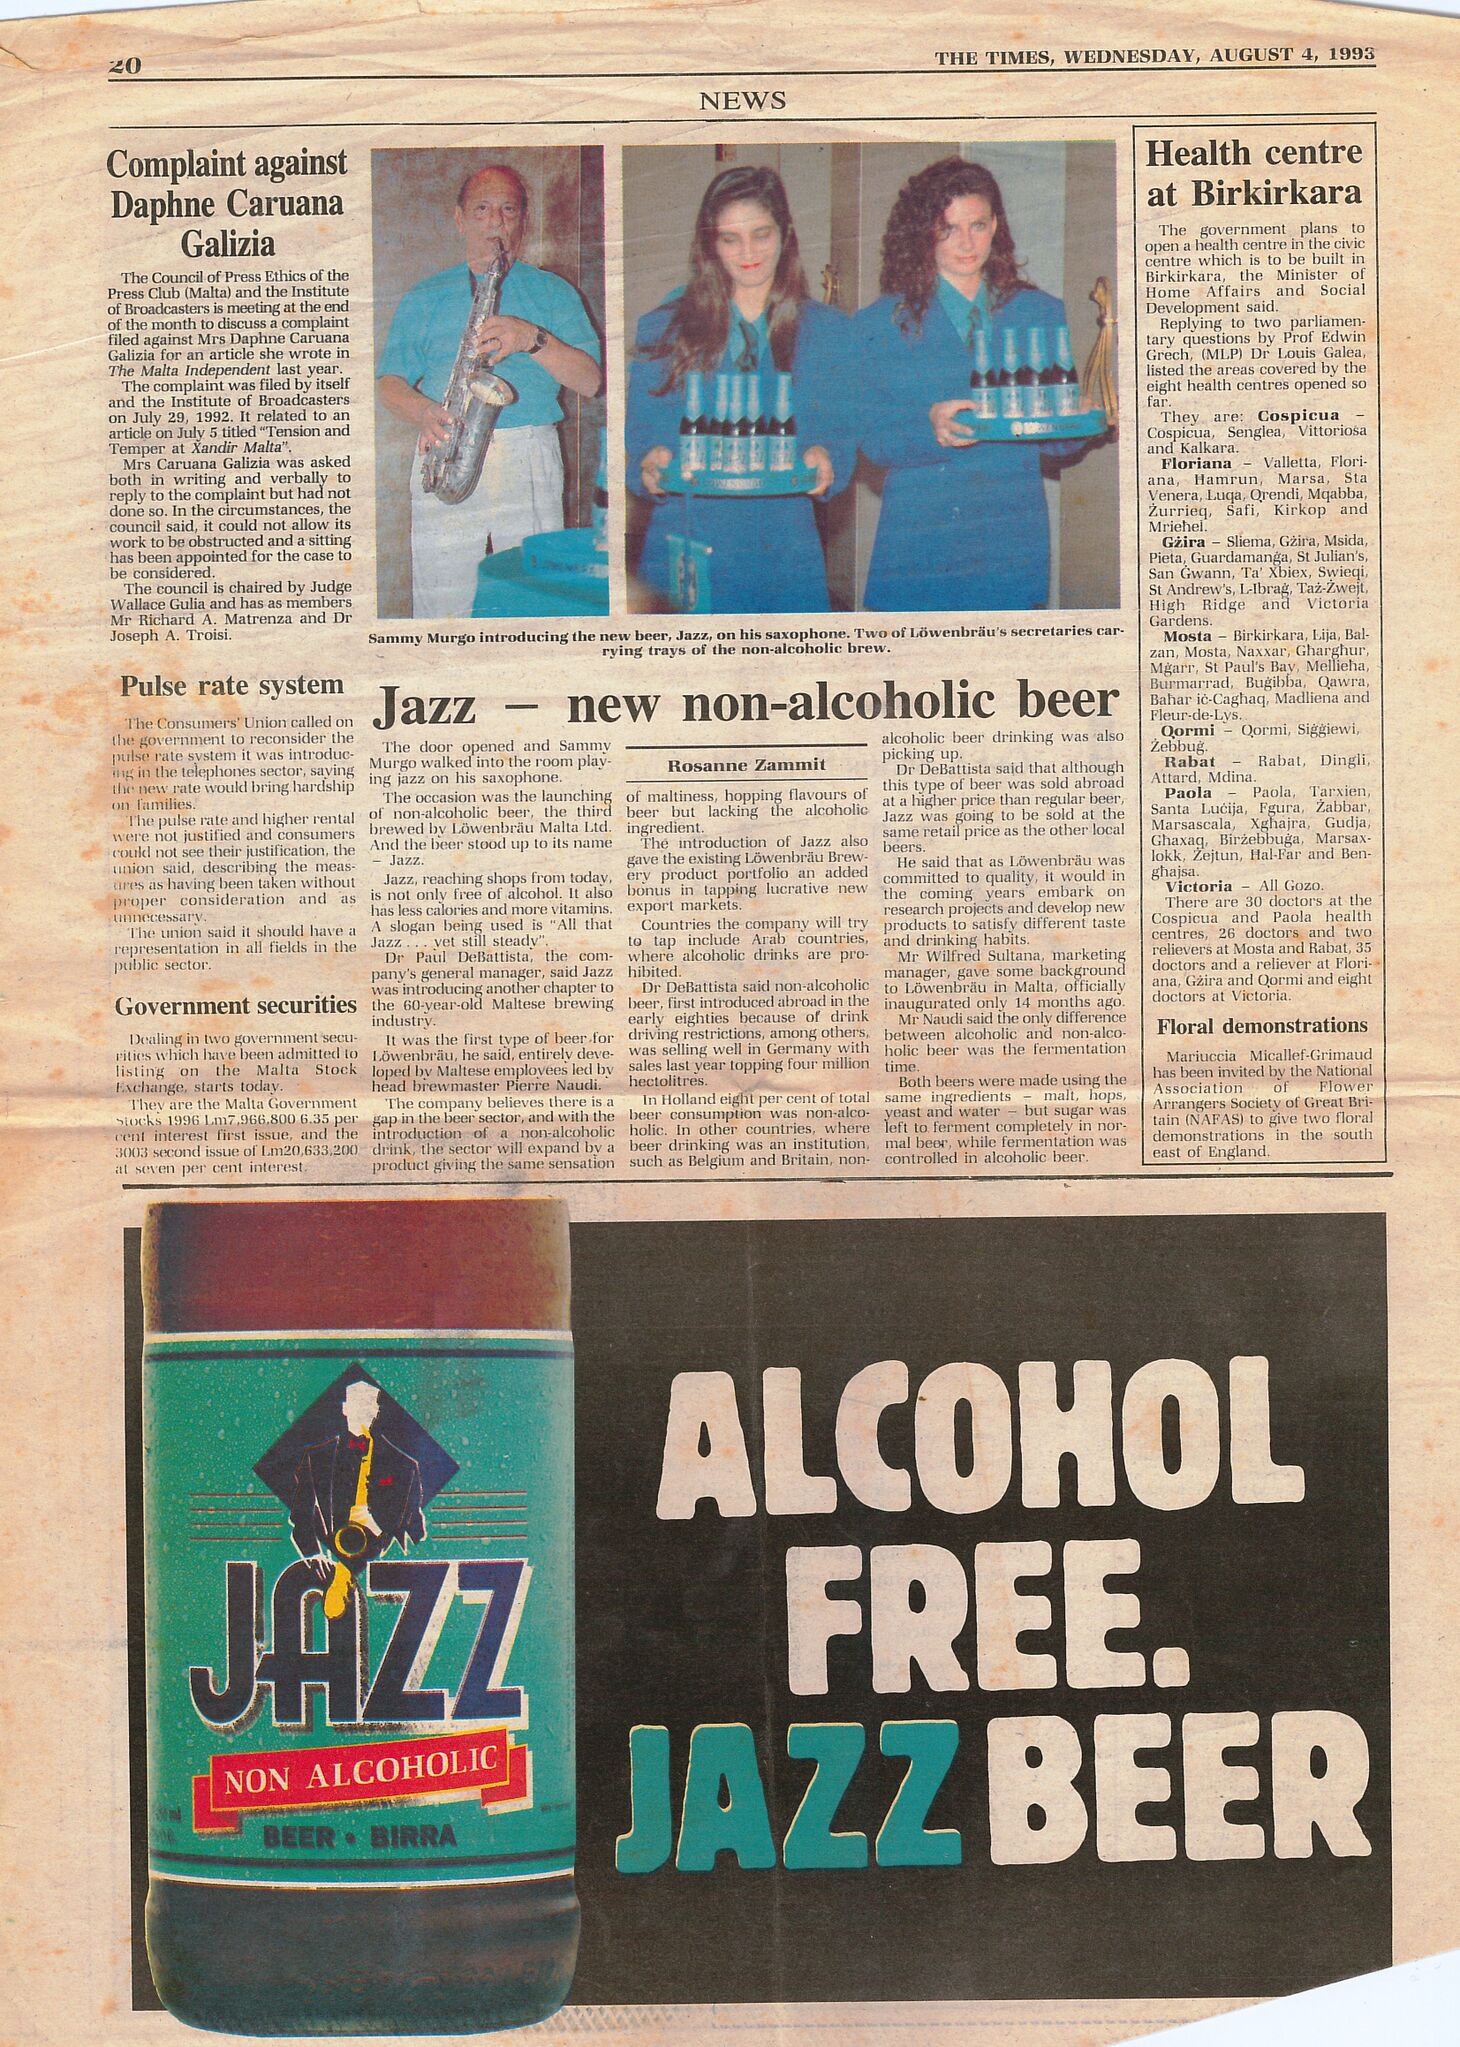 20
THE TIMES, WEDNESDAY, AUGUST 4, 1993
NEWS
Complaint against
Daphne Caruana
Galizia
The Council of Press Ethics of the
Press Club (Malta) and the Institute
of Broadcasters is meeting at the end
of the month to discuss a complaint
filed against Mrs Daphne Caruana
Galizia for an article she wrote in
The Malta Independent last year.
The complaint was filed by itself
and the Institute of Broadcasters
on July 29, 1992. It related to an
article on July 5 titled "Tension and
Temper at Xandir Malta".
Mrs Caruana Galizia was asked
both in writing and verbally to
reply to the complaint but had not
done so. In the circumstances, the
council said, it could not allow its
work to be obstructed and a sitting
has been appointed for the case to
be considered.
The council is chaired by Judge
Wallace Gulia and has as members
Mr Richard A. Matrenza and Dr
Joseph A. Troisi.
Pulse rate system
The Consumers' Union called on
the government to reconsider the
pulse rate system it was introduc-
ing in the telephones sector, saying
the new rate would bring hardship
on families.
The pulse rate and higher rental
were not justified and consumers
could not see their justification, the
union said, describing the meas-
ures as having been taken without
proper consideration and as
unnecessary.
The union said it should have a
representation in all fields in the
public sector.
Government securities
Dealing in two government secu-
rities which have been admitted to
listing on the Malta Stock
Exchange, starts today.
They are the Malta Government
Stocks 1996 Lm7,966,800 6.35 per
cent interest first issue, and the
3003 second issue of Lm20,633,200
at seven per cent interest.
LÖWENBRÄU
Sammy Murgo introducing the new beer, Jazz, on his saxophone. Two of Löwenbräu's secretaries car-
rying trays of the non-alcoholic brew.
Jazz – new non-alcoholic beer
The door opened and Sammy
Murgo walked into the room play-
ing jazz on his saxophone.
The occasion was the launching
of non-alcoholic beer, the third
brewed by Löwenbräu Malta Ltd.
And the beer stood up to its name
– Jazz.
Jazz, reaching shops from today,
is not only free of alcohol. It also
has less calories and more vitamins.
A slogan being used is "All that
Jazz . . . yet still steady".
Dr Paul DeBattista, the com-
pany's general manager, said Jazz
was introducing another chapter to
the 60-year-old Maltese brewing
industry.
It was the first type of beer for
Löwenbräu, he said, entirely deve-
loped by Maltese employees led by
head brewmaster Pierre Naudi.
The company believes there is a
gap in the beer sector, and with the
introduction of a non-alcoholic
drink, the sector will expand by a
product giving the same sensation
Rosanne Zammit
of maltiness, hopping flavours of
beer but lacking the alcoholic
ingredient.
The introduction of Jazz also
gave the existing Löwenbräu Brew-
ery product portfolio an added
bonus in tapping lucrative new
export markets.
Countries the company will try
to tap include Arab countries,
where alcoholic drinks are pro-
hibited.
Dr DeBattista said non-alcoholic
beer, first introduced abroad in the
early eighties because of drink
driving restrictions, among others,
was selling well in Germany with
sales last year topping four million
hectolitres.
In Holland eight per cent of total
beer consumption was non-alco-
holic. In other countries, where
beer drinking was an institution,
such as Belgium and Britain, non-
alcoholic beer drinking was also
picking up.
Dr DeBattista said that although
this type of beer was sold abroad
at a higher price than regular beer,
Jazz was going to be sold at the
same retail price as the other local
beers.
He said that as Löwenbräu was
committed to quality, it would in
the coming years embark on
research projects and develop new
products to satisfy different taste
and drinking habits.
Mr Wilfred Sultana, marketing
manager, gave some background
to Löwenbräu in Malta, officially
inaugurated only 14 months ago.
Mr Naudi said the only difference
between alcoholic and non-alco-
holic beer was the fermentation
time.
Both beers were made using the
same ingredients – malt, hops,
yeast and water – but sugar was
left to ferment completely in nor-
mal beer, while fermentation was
controlled in alcoholic beer.
Health centre
at Birkirkara
The government plans to
open a health centre in the civic
centre which is to be built in
Birkirkara, the Minister of
Home Affairs and Social
Development said.
Replying to two parliamen-
tary questions by Prof Edwin
Grech, (MLP) Dr Louis Galea,
listed the areas covered by the
eight health centres opened so
far.
They are: Cospicua –
Cospicua, Senglea, Vittoriosa
and Kalkara.
Floriana – Valletta, Flori-
ana, Hamrun, Marsa, Sta
Venera, Luqa, Qrendi, Mqabba,
Żurrieq, Safi, Kirkop and
Mrieħel.
Gżira – Sliema, Gżira, Msida,
Pieta, Guardamanġa, St Julian's,
San Ġwann, Ta' Xbiex, Swieqi,
St Andrew's, L-Ibraġ, Taż-Żwejt,
High Ridge and Victoria
Gardens.
Mosta – Birkirkara, Lija, Bal-
zan, Mosta, Naxxar, Għargħur,
Mġarr, St Paul's Bay, Mellieħa,
Burmarrad, Buġibba, Qawra,
Baħar iċ-Cagħaq, Madliena and
Fleur-de-Lys.
Qormi – Qormi, Siġġiewi,
Żebbuġ.
Rabat – Rabat, Dingli,
Attard, Mdina.
Paola – Paola, Tarxien,
Santa Luċija, Fgura, Żabbar,
Marsascala, Xgħajra, Gudja,
Għaxaq, Birżebbuġa, Marsax-
lokk, Żejtun, Ħal-Far and Ben-
għajsa.
Victoria – All Gozo.
There are 30 doctors at the
Cospicua and Paola health
centres, 26 doctors and two
relievers at Mosta and Rabat, 35
doctors and a reliever at Flori-
ana, Gżira and Qormi and eight
doctors at Victoria.
Floral demonstrations
Mariuccia Micallef-Grimaud
has been invited by the National
Association of Flower
Arrangers Society of Great Bri-
tain (NAFAS) to give two floral
demonstrations in the south
east of England.
JAZZ
NON ALCOHOLIC
BEER • BIRRA
ALCOHOL
FREE.
JAZZ BEER